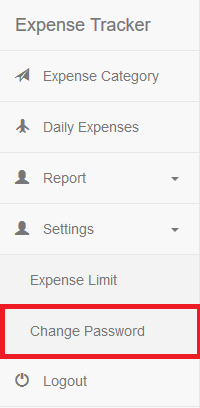 Expense Tracker
Expense Category
Daily Expenses
Report
Settings
Expense Limit
Change Password
Logout